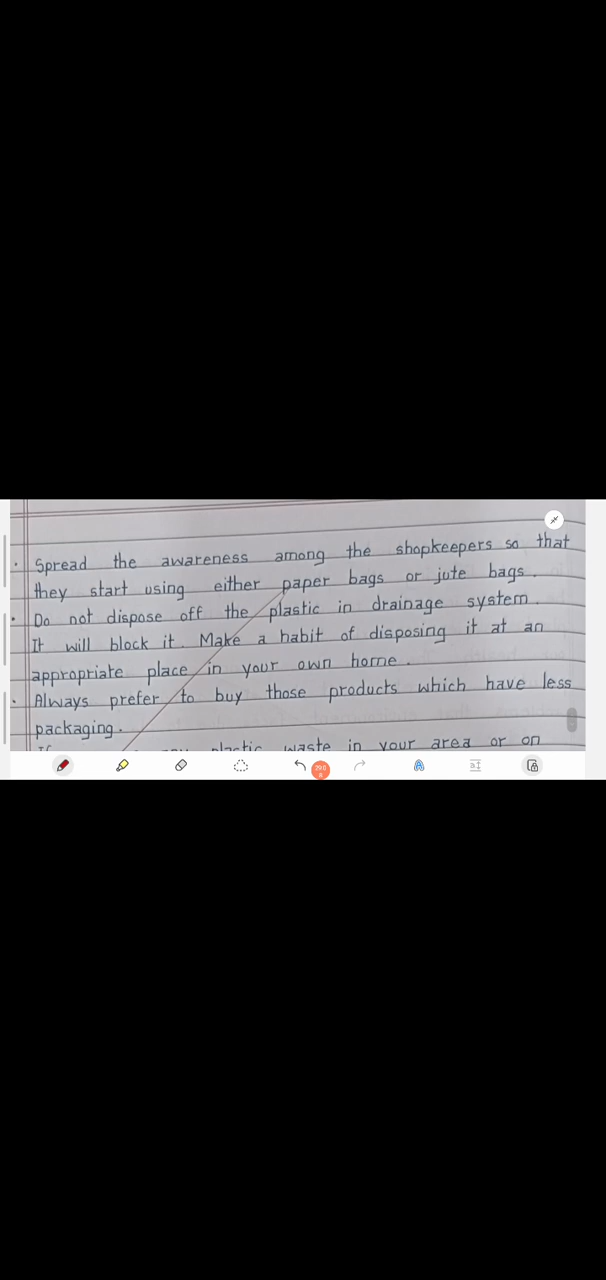 . Spread the awareness among the shopkeepers so that
they start using either paper bags or jute bags.
. Do not dispose off the plastic in drainage system.
It will block it. Make a habit of disposing it at an
appropriate place in your own home.
. Always prefer to buy those products which have less
packaging.
plastic waste in your area or on